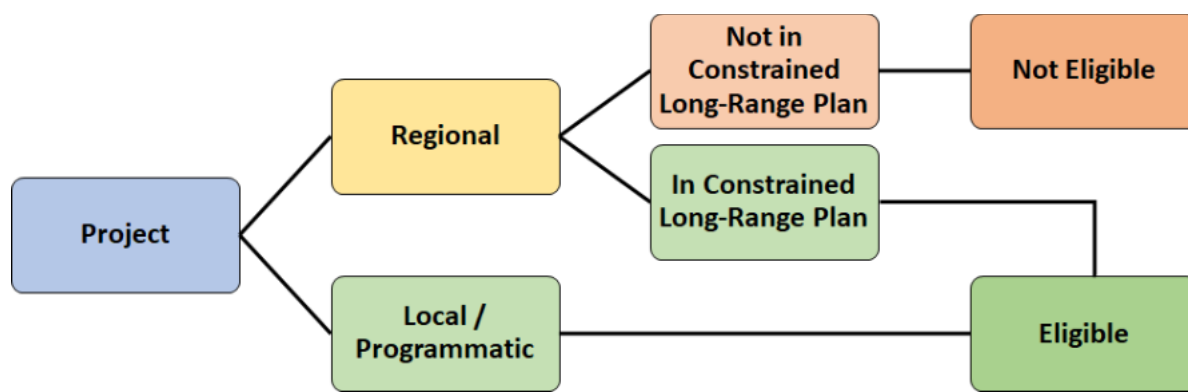 Project
Regional
Local /
Programmatic
Not in
Constrained
Long-Range Plan
In Constrained
Long-Range Plan
Not Eligible
Eligible